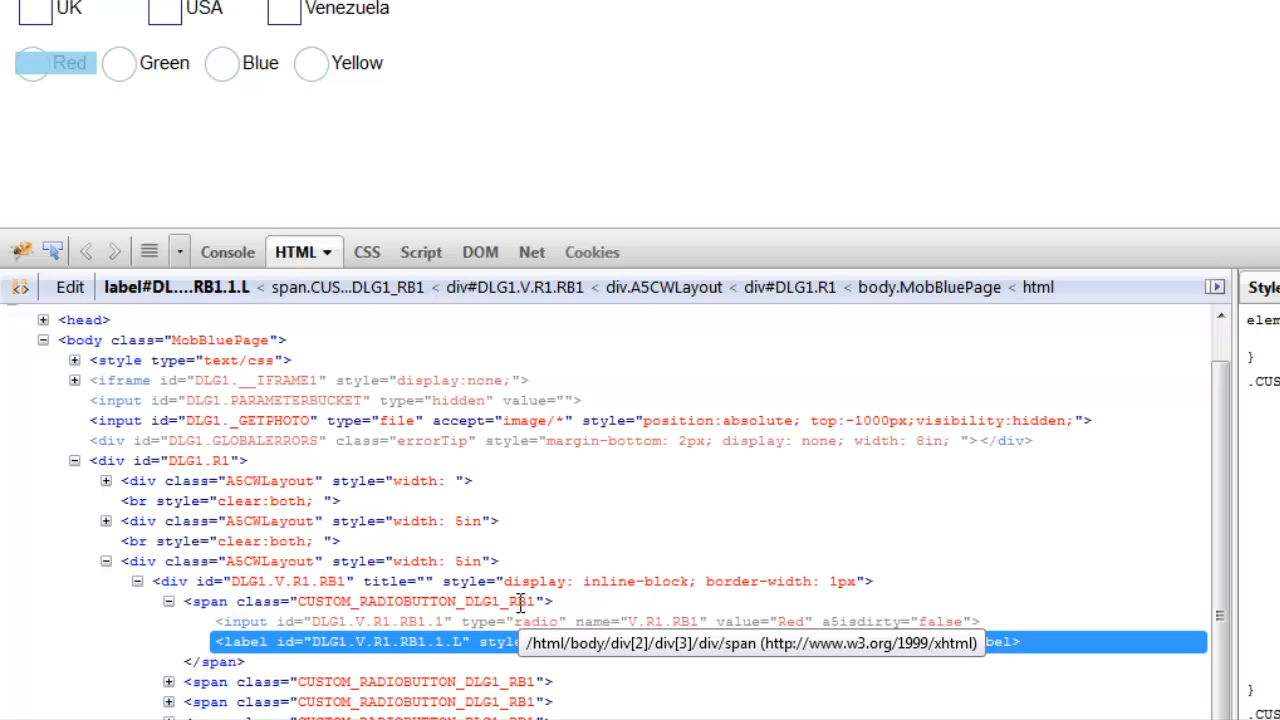 UK USA Venezuela
Red Green Blue Yellow
Console HTML CSS Script DOM Net Cookies
Edit label#DL....RB1.1.L < span.CUS...DLG1_RB1 < div#DLG1.V.R1.RB1 < div.A5CWLayout < div#DLG1.R1 < body.MobBluePage < html Style
<head> elem
<body class="MobBluePage">
<style type="text/css"> }
<iframe id="DLG1.__IFRAME1" style="display:none;"> .CUS
<input id="DLG1.PARAMETERBUCKET" type="hidden" value="">
<input id="DLG1._GETPHOTO" type="file" accept="image/*" style="position:absolute; top:-1000px;visibility:hidden;">
<div id="DLG1.GLOBALERRORS" class="errorTip" style="margin-bottom: 2px; display: none; width: 8in; "></div>
<div id="DLG1.R1">
<div class="A5CWLayout" style="width: ">
<br style="clear:both; ">
<div class="A5CWLayout" style="width: 5in">
<br style="clear:both; ">
<div class="A5CWLayout" style="width: 5in">
<div id="DLG1.V.R1.RB1" title="" style="display: inline-block; border-width: 1px">
<span class="CUSTOM_RADIOBUTTON_DLG1_RB1">
<input id="DLG1.V.R1.RB1.1" type="radio" name="V.R1.RB1" value="Red" a5isdirty="false">
<label id="DLG1.V.R1.RB1.1.L" style /html/body/div[2]/div[3]/div/span (http://www.w3.org/1999/xhtml) bel>
</span>
<span class="CUSTOM_RADIOBUTTON_DLG1_RB1"> }
<span class="CUSTOM_RADIOBUTTON_DLG1_RB1">
<span class="CUSTOM_RADIOBUTTON_DLG1_RB1"> .CUS